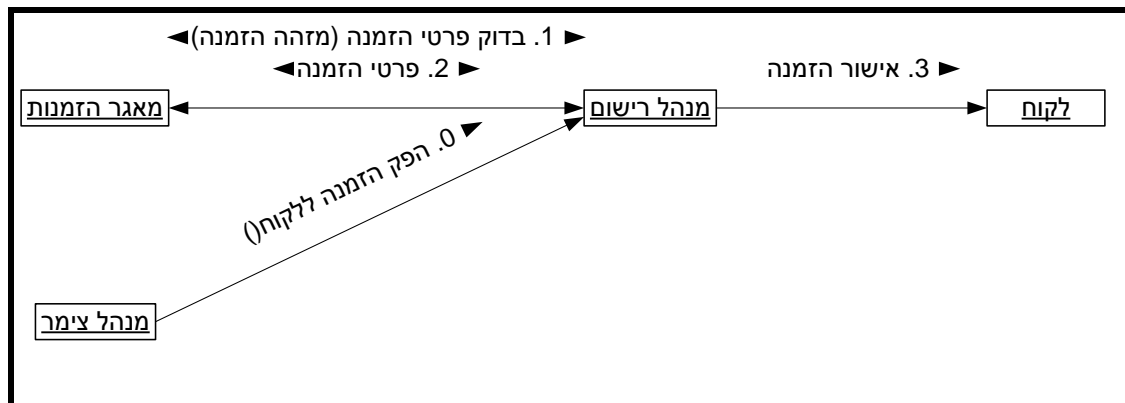 ◄ 1. בדוק פרטי הזמנה (מזהה הזמנה) ►
◄ 2. פרטי הזמנה ►
3. אישור הזמנה ►
מאגר הזמנות
מנהל רישום
לקוח
0. הפק הזמנה ללקוח() ►
מנהל צימר